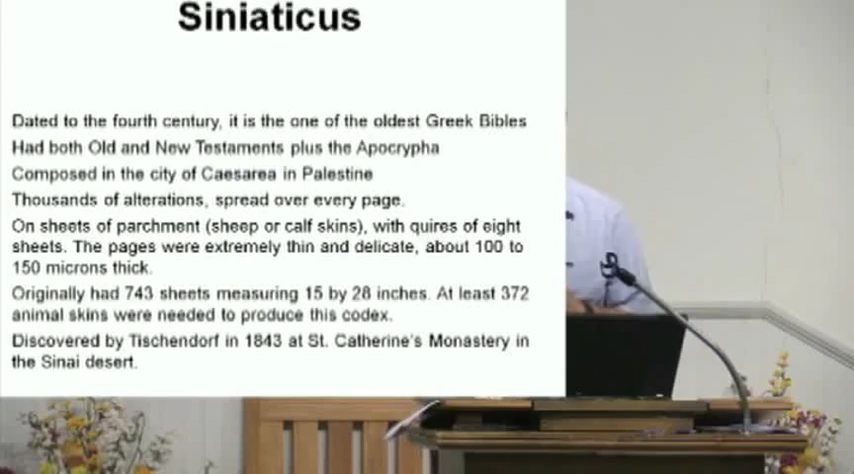 Siniaticus
Dated to the fourth century, it is the one of the oldest Greek Bibles
Had both Old and New Testaments plus the Apocrypha
Composed in the city of Caesarea in Palestine
Thousands of alterations, spread over every page.
On sheets of parchment (sheep or calf skins), with quires of eight
sheets. The pages were extremely thin and delicate, about 100 to
150 microns thick.
Originally had 743 sheets measuring 15 by 28 inches. At least 372
animal skins were needed to produce this codex.
Discovered by Tischendorf in 1843 at St. Catherine's Monastery in
the Sinai desert.